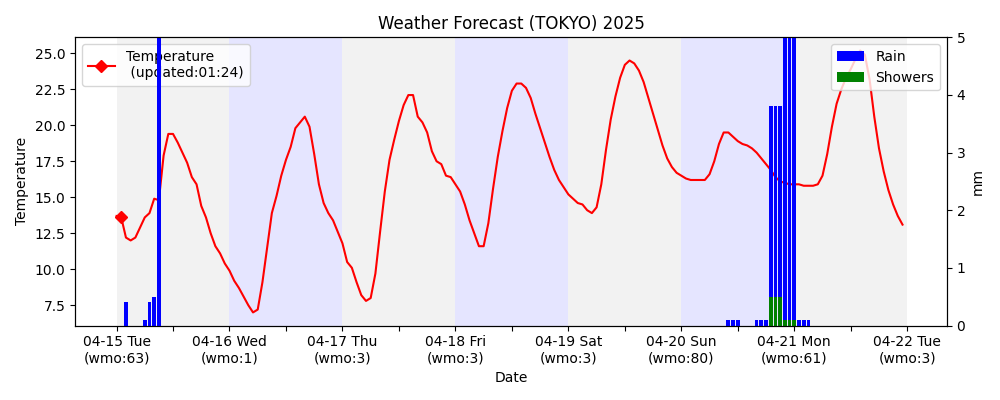 Weather Forecast (TOKYO) 2025
Temperature
(updated:01:24)
Rain
Showers
25.0
22.5
20.0
17.5
15.0
12.5
10.0
7.5
Temperature
5
4
3
2
1
0
mm
04-15 Tue
(wmo:63)
04-16 Wed
(wmo:1)
04-17 Thu
(wmo:3)
04-18 Fri
(wmo:3)
04-19 Sat
(wmo:3)
04-20 Sun
(wmo:80)
04-21 Mon
(wmo:61)
04-22 Tue
(wmo:3)
Date